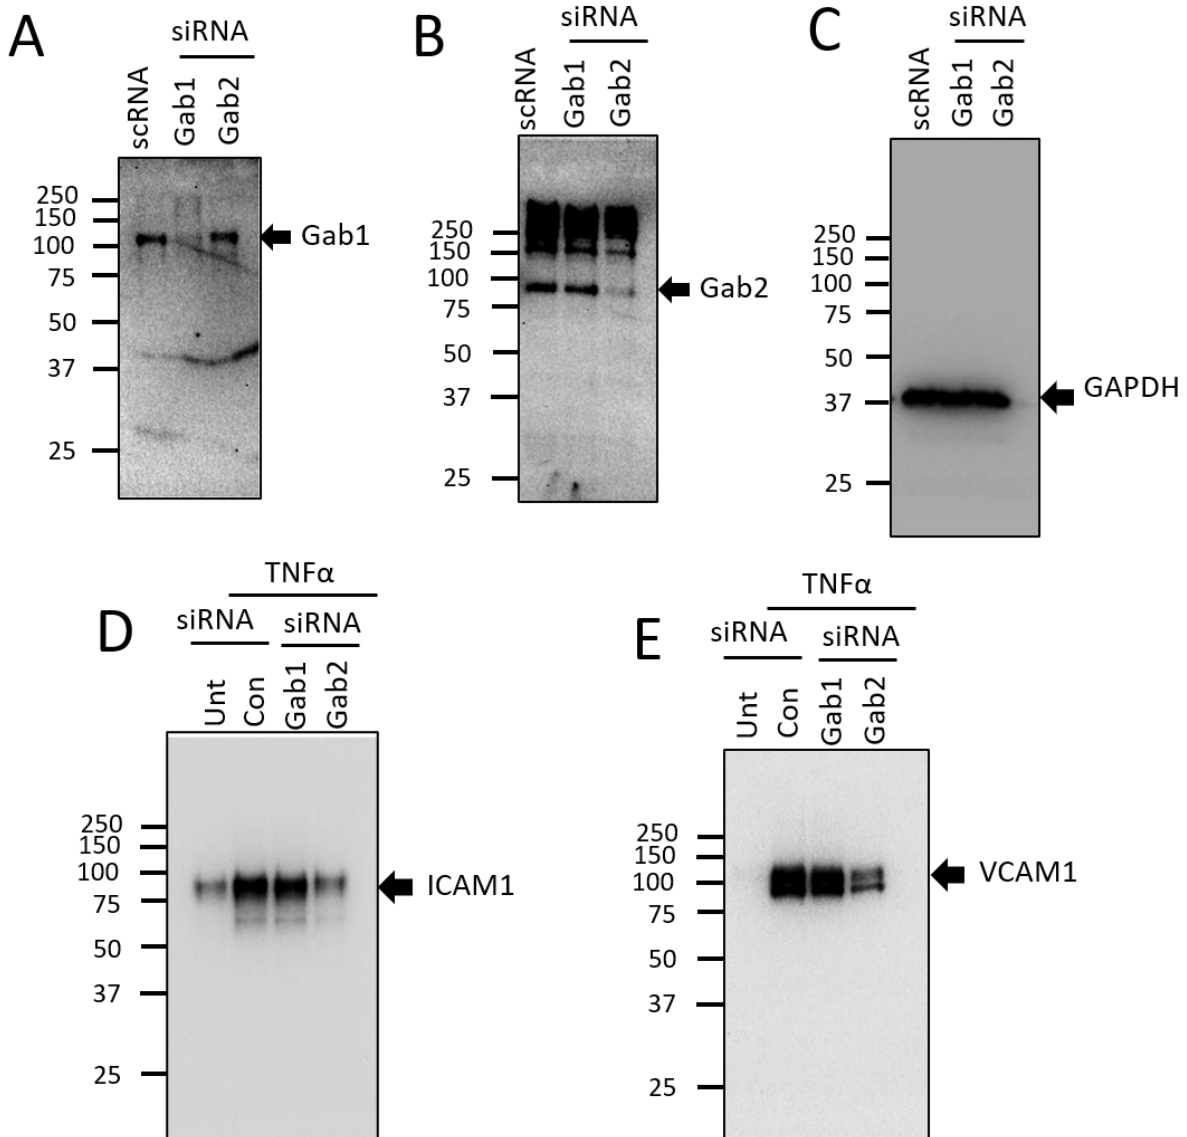 A
siRNA
scRNA
Gab1
Gab2
250
150
100
75
50
37
25
Gab1
B
siRNA
scRNA
Gab1
Gab2
250
150
100
75
50
37
25
Gab2
C
siRNA
scRNA
Gab1
Gab2
250
150
100
75
50
37
25
GAPDH
D
TNFα
siRNA
siRNA
Unt
Con
Gab1
Gab2
250
150
100
75
50
37
25
ICAM1
E
TNFα
siRNA
siRNA
Unt
Con
Gab1
Gab2
250
150
100
75
50
37
25
VCAM1